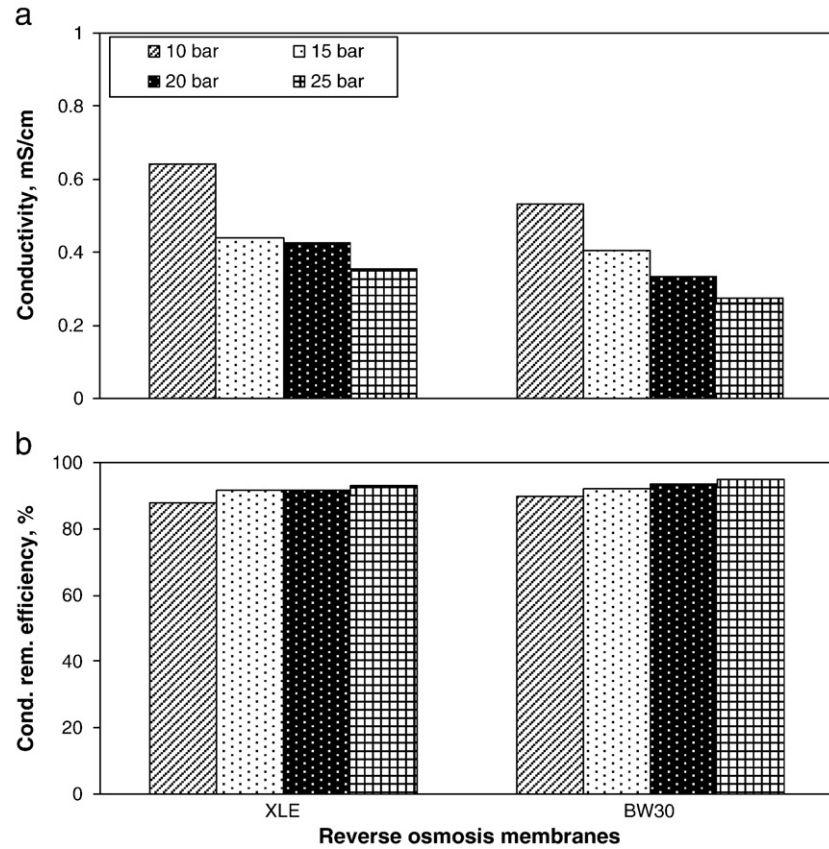 a
1
10 bar 15 bar
20 bar 25 bar
0.8
0.6
0.4
0.2
0
Conductivity, mS/cm
b
100
80
60
40
20
0
Cond. rem. efficiency, %
XLE BW30
Reverse osmosis membranes